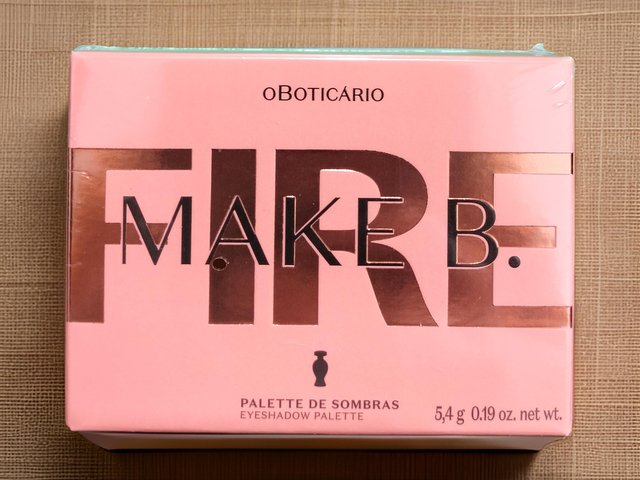 oBoticário
FIRE
MAKE B.
PALETTE DE SOMBRAS
EYESHADOW PALETTE
5,4 g 0.19 oz. net wt.